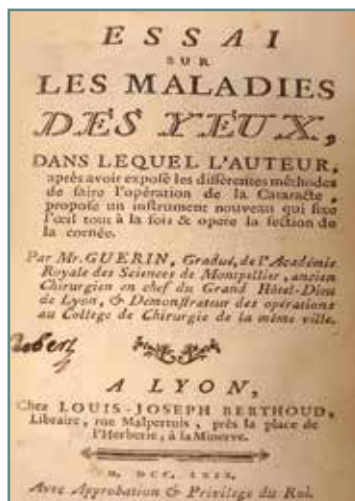 ESSAI
SUR
LES MALADIES
DES YEUX,
DANS LEQUEL L'AUTEUR,
après avoir exposé les différentes méthodes
de faire l'opération de la Cataracte,
propose un instrument nouveau qui fixe
l'œil tout à la fois & opere la section de
la cornée.
Par Mr. GUERIN, Gradué, de l'Académie
Royale des Sciences de Montpellier, ancien
Chirurgien en chef du Grand Hôtel-Dieu
de Lyon, & Démonstrateur des opérations
au College de Chirurgie de la même ville.
Robert
A LYON,
Chez LOUIS-JOSEPH BERTHOUD,
Libraire, rue Malpertuis, près la place de
l'Herberie, à la Minerve.
M. DCC. LXIX.
Avec Approbation & Privilege du Roi.